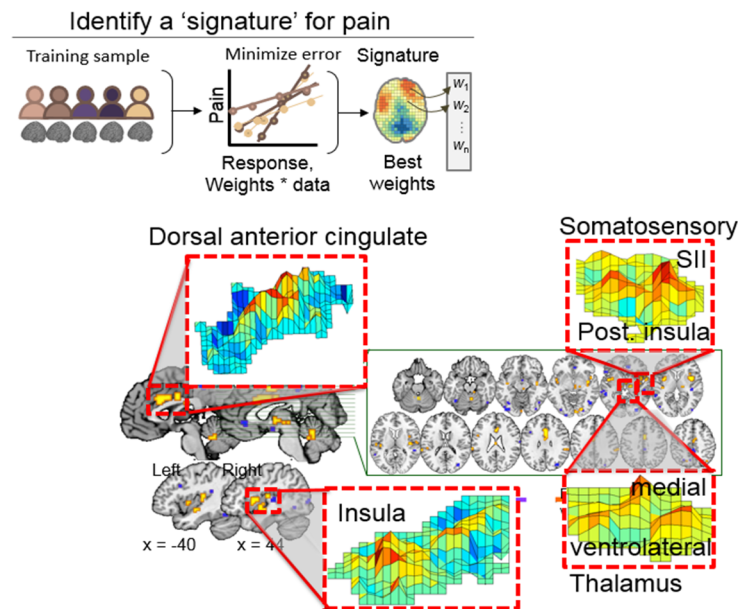 Identify a ‘signature’ for pain
Training sample
Minimize error
Signature
Pain
W1
W2
⋮
Wn
Response,
Weights * data
Best
weights
Dorsal anterior cingulate
Somatosensory
SII
Post. insula
Left
Right
x = -40
x = 44
Insula
medial
ventrolateral
Thalamus